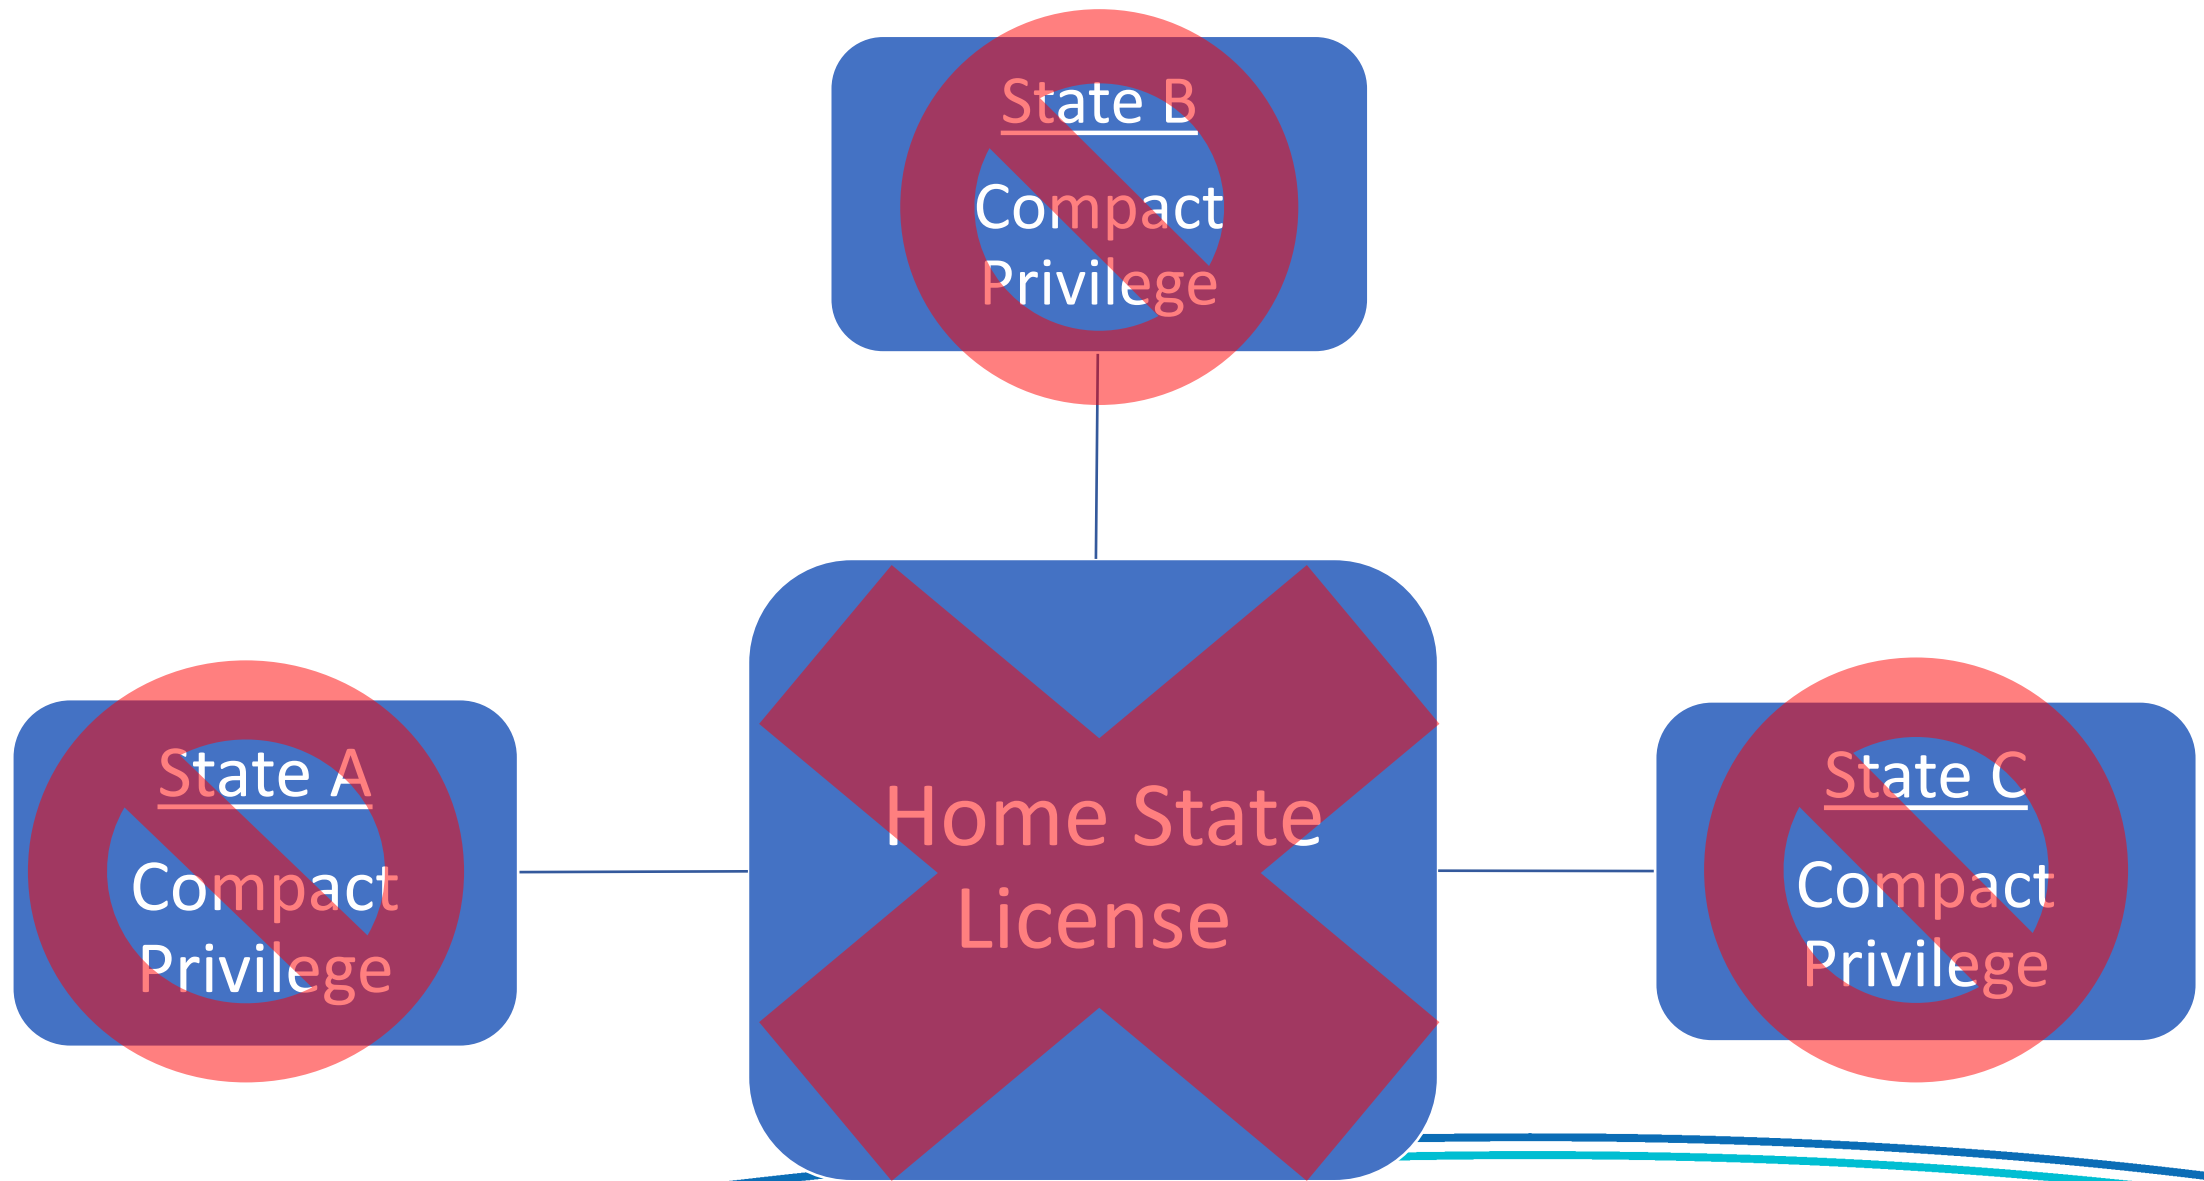 State B
Compact
Privilege
State A
Compact
Privilege
Home State
License
State C
Compact
Privilege